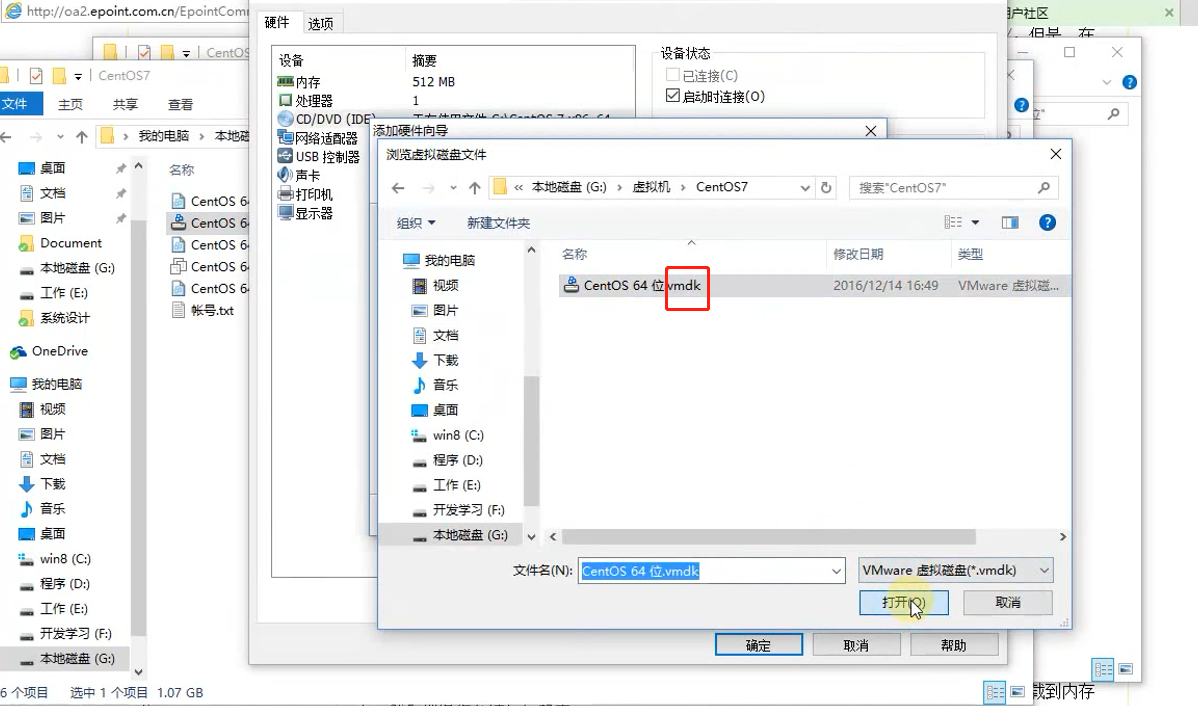 http://oa2.epoint.com.cn/EpointCom
用户社区
硬件
选项
设备
摘要
内存
512 MB
处理器
1
CD/DVD (IDE)
网络适配器
USB 控制器
声卡
打印机
显示器
设备状态
已连接(C)
启动时连接(O)
CentOS
CentOS7
文件
主页
共享
查看
我的电脑
本地磁
桌面
文档
图片
Document
本地磁盘 (G:)
工作 (E:)
系统设计
OneDrive
我的电脑
视频
图片
文档
下载
音乐
桌面
win8 (C:)
程序 (D:)
工作 (E:)
开发学习 (F:)
本地磁盘 (G:)
名称
CentOS 64
CentOS 64
CentOS 64
CentOS 64
CentOS 64
帐号.txt
6 个项目
选中 1 个项目 1.07 GB
添加硬件向导
浏览虚拟磁盘文件
« 本地磁盘 (G:) › 虚拟机 › CentOS7
搜索"CentOS7"
组织
新建文件夹
我的电脑
视频
图片
文档
下载
音乐
桌面
win8 (C:)
程序 (D:)
工作 (E:)
开发学习 (F:)
本地磁盘 (G:)
名称
修改日期
类型
CentOS 64 位.vmdk
2016/12/14 16:49
VMware 虚拟磁...
文件名(N):
CentOS 64 位.vmdk
VMware 虚拟磁盘(*.vmdk)
打开(O)
取消
确定
取消
帮助
载到内存